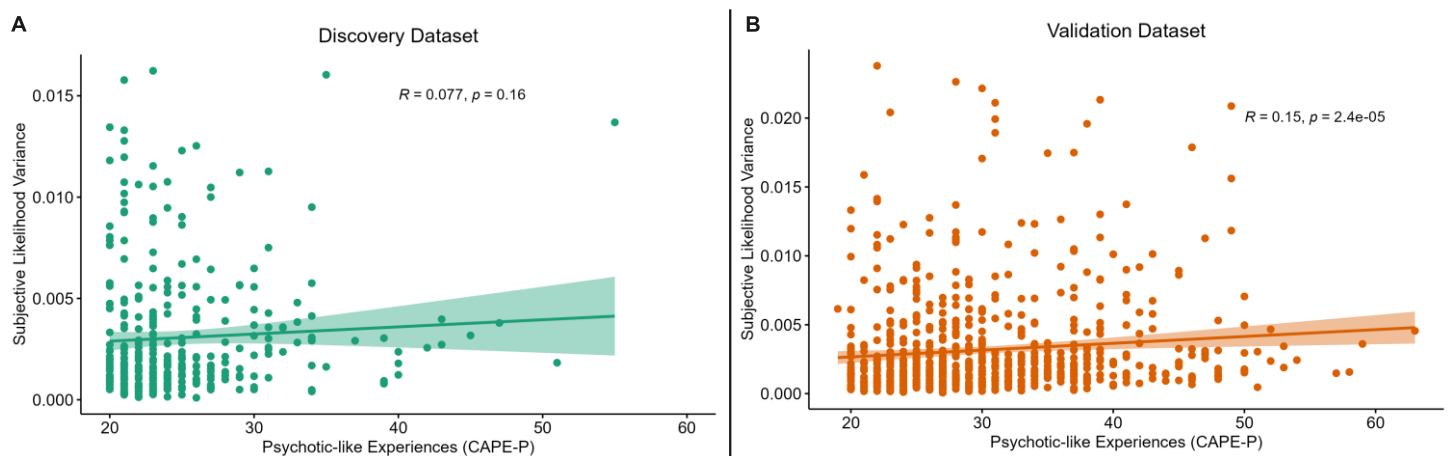 A
Discovery Dataset
R = 0.077, p = 0.16
Subjective Likelihood Variance
0.015
0.010
0.005
0.000
20 30 40 50 60
Psychotic-like Experiences (CAPE-P)
B
Validation Dataset
R = 0.15, p = 2.4e-05
Subjective Likelihood Variance
0.020
0.015
0.010
0.005
0.000
20 30 40 50 60
Psychotic-like Experiences (CAPE-P)